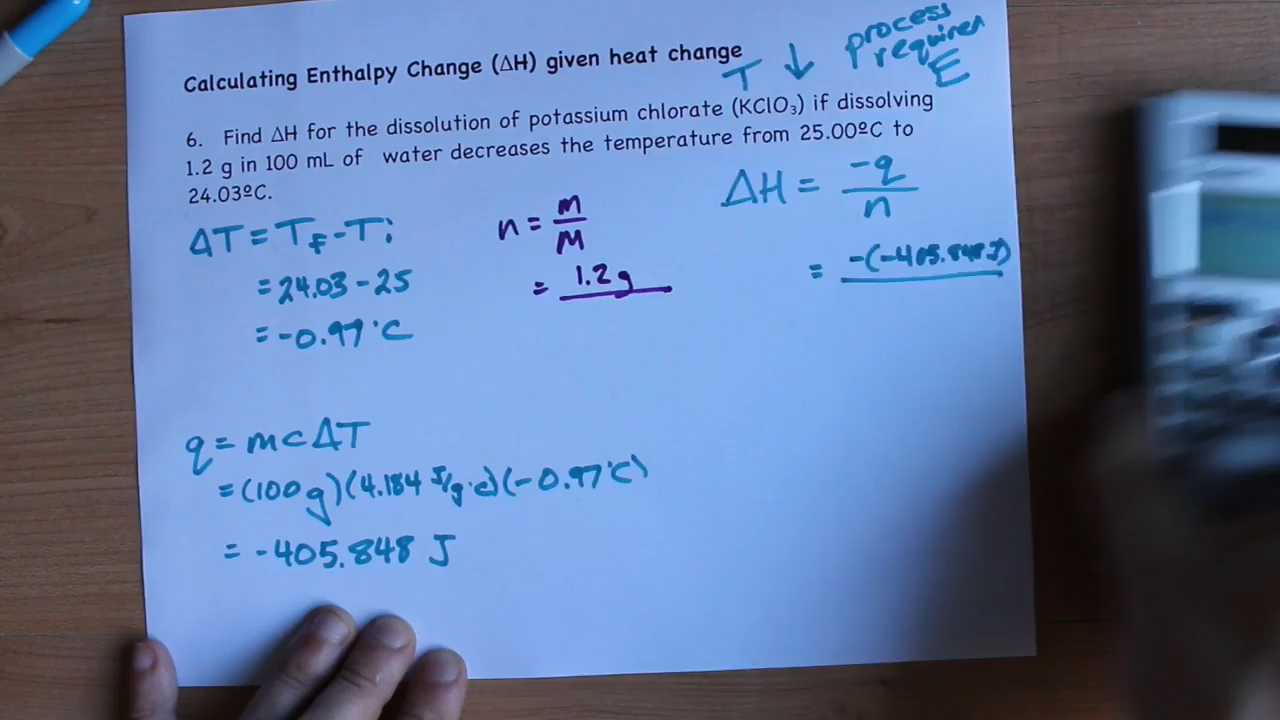 Calculating Enthalpy Change (ΔH) given heat change
T ↓
process
requires
E
6. Find ΔH for the dissolution of potassium chlorate (KClO₃) if dissolving
1.2 g in 100 mL of water decreases the temperature from 25.00ºC to
24.03ºC.
ΔT = T_F - T_i
= 24.03 - 25
= -0.97 °C
n = m/M
= 1.2 g
ΔH = -q/n
= -(-405.848 J)
q = mcΔT
= (100 g)(4.184 J/g·°c)(-0.97 °C)
= -405.848 J